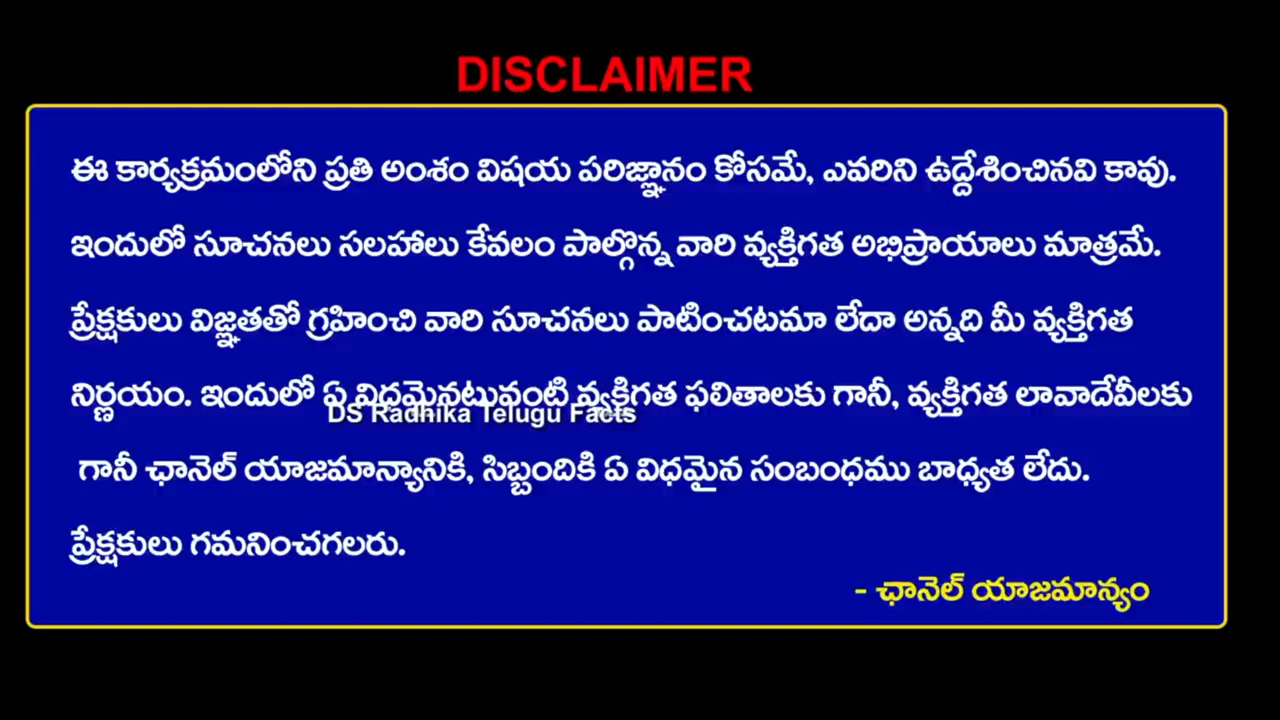 DISCLAIMER
ఈ కార్యక్రమంలోని ప్రతి అంశం విషయ పరిజ్ఞానం కోసమే, ఎవరిని ఉద్దేశించినవి కావు.
ఇందులో సూచనలు సలహాలు కేవలం పాల్గొన్న వారి వ్యక్తిగత అభిప్రాయాలు మాత్రమే.
ప్రేక్షకులు విజ్ఞతతో గ్రహించి వారి సూచనలు పాటించటమా లేదా అన్నది మీ వ్యక్తిగత
నిర్ణయం. ఇందులో ఏ విధమైనటువంటి వ్యక్తిగత ఫలితాలకు గానీ, వ్యక్తిగత లావాదేవీలకు
DS Radhika Telugu Facts
గానీ ఛానెల్ యాజమాన్యానికి, సిబ్బందికి ఏ విధమైన సంబంధము బాధ్యత లేదు.
ప్రేక్షకులు గమనించగలరు.
- ఛానెల్ యాజమాన్యం